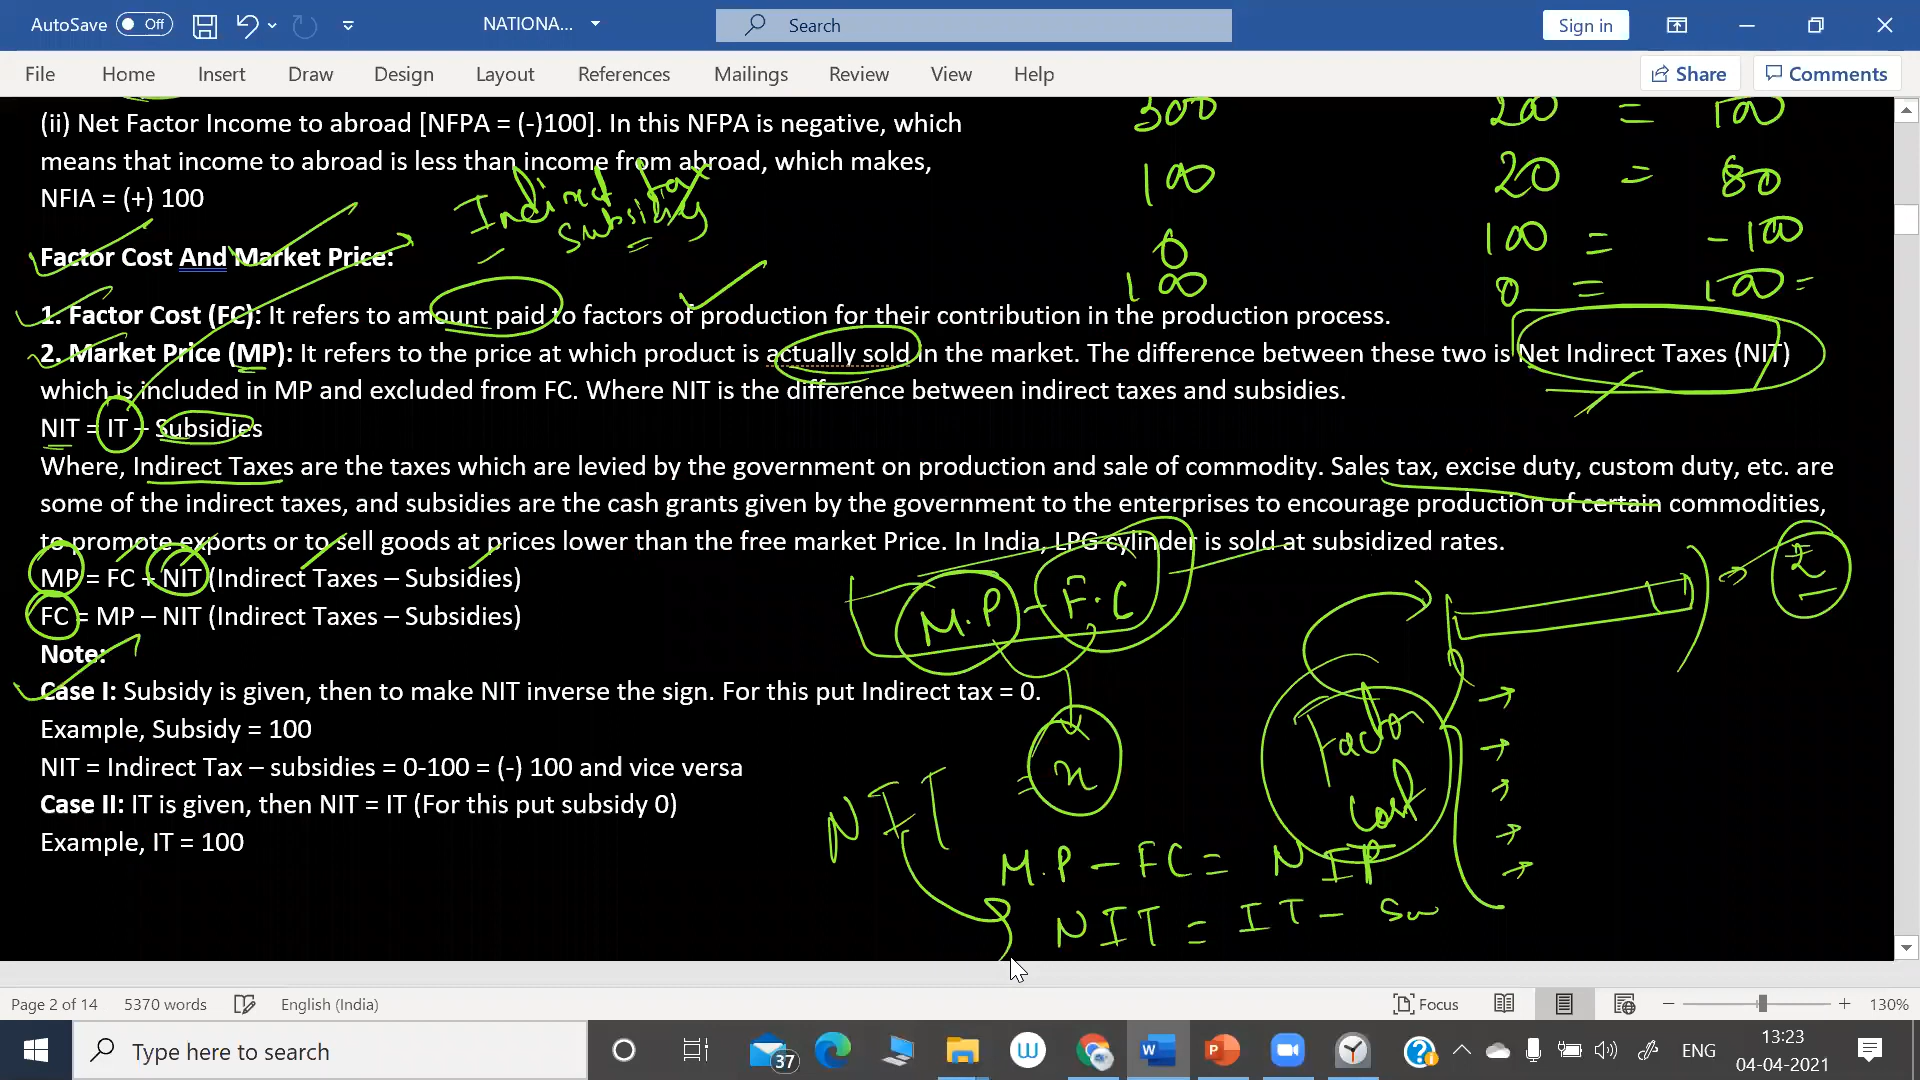 AutoSave Off NATIONA... Search Sign in
File Home Insert Draw Design Layout References Mailings Review View Help Share Comments
300 200 = 100
(ii) Net Factor Income to abroad [NFPA = (-)100]. In this NFPA is negative, which
means that income to abroad is less than income from abroad, which makes,
100 20 = 80
NFIA = (+) 100
Indirect tax
subsidy
0 100 = -100
Factor Cost And Market Price:
100 0 = 100 =
1. Factor Cost (FC): It refers to amount paid to factors of production for their contribution in the production process.
2. Market Price (MP): It refers to the price at which product is actually sold in the market. The difference between these two is Net Indirect Taxes (NIT)
which is included in MP and excluded from FC. Where NIT is the difference between indirect taxes and subsidies.
NIT = IT – Subsidies
Where, Indirect Taxes are the taxes which are levied by the government on production and sale of commodity. Sales tax, excise duty, custom duty, etc. are
some of the indirect taxes, and subsidies are the cash grants given by the government to the enterprises to encourage production of certain commodities,
to promote exports or to sell goods at prices lower than the free market Price. In India, LPG cylinder is sold at subsidized rates.
MP = FC + NIT (Indirect Taxes – Subsidies)
FC = MP – NIT (Indirect Taxes – Subsidies)
M.P - F.C
Note:
Case I: Subsidy is given, then to make NIT inverse the sign. For this put Indirect tax = 0.
Example, Subsidy = 100
Factor
cost
NIT = Indirect Tax – subsidies = 0-100 = (-) 100 and vice versa
= x
Case II: IT is given, then NIT = IT (For this put subsidy 0)
NIT
Example, IT = 100
M.P - FC = NIP
NIT = IT - Su
Page 2 of 14 5370 words English (India) Focus 130%
Type here to search 37 ENG 13:23
04-04-2021